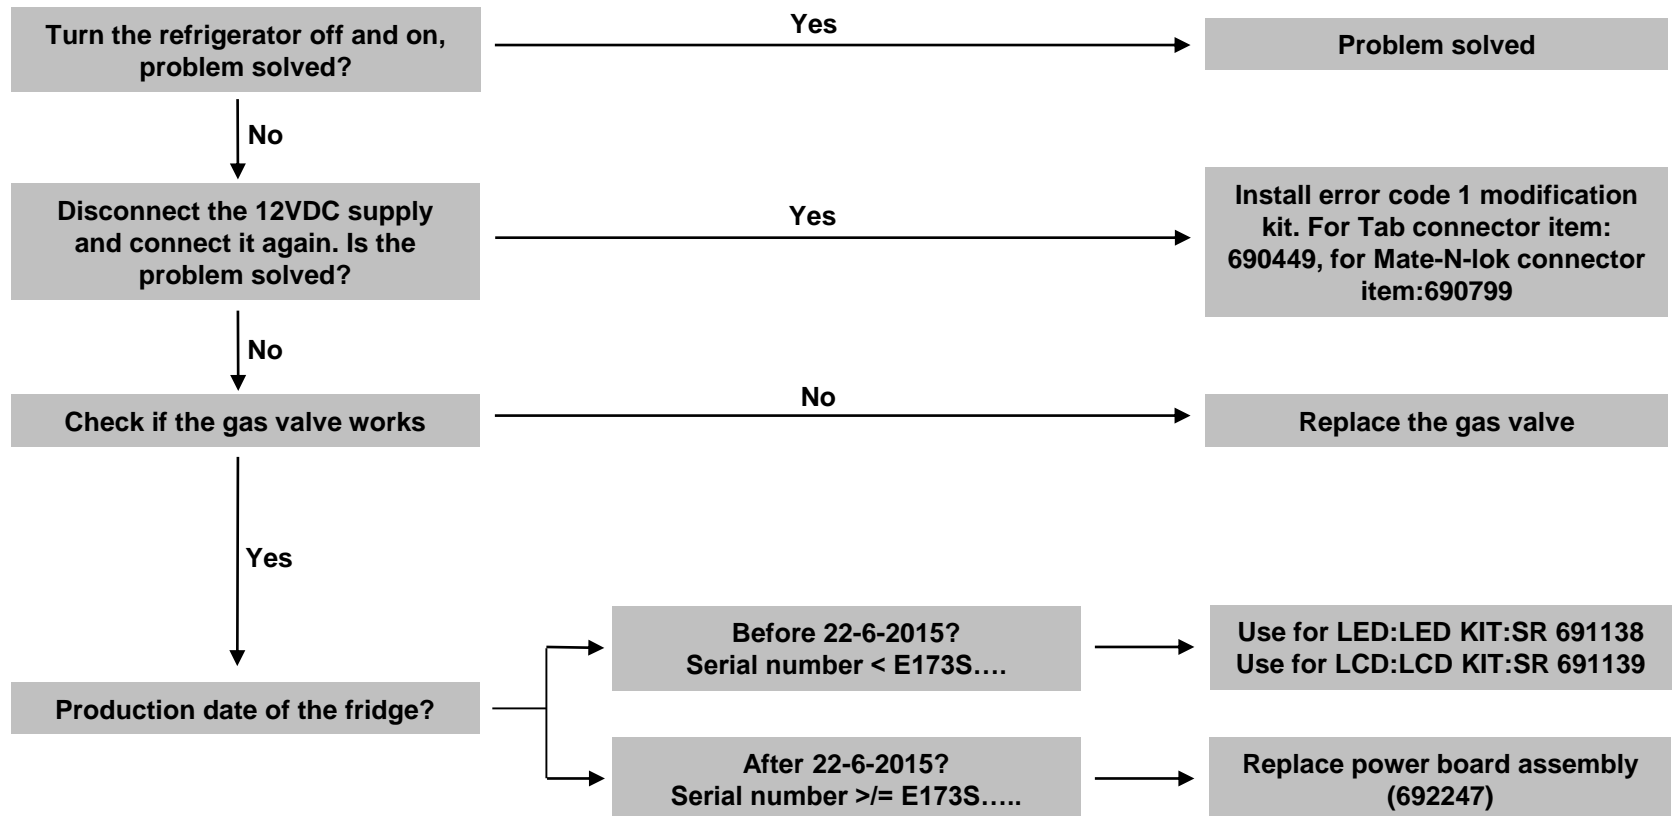 Turn the refrigerator off and on,
problem solved?
Yes
Problem solved
No
Disconnect the 12VDC supply
and connect it again. Is the
problem solved?
Yes
Install error code 1 modification
kit. For Tab connector item:
690449, for Mate-N-lok connector
item:690799
No
Check if the gas valve works
No
Replace the gas valve
Yes
Production date of the fridge?
Before 22-6-2015?
Serial number < E173S….
Use for LED:LED KIT:SR 691138
Use for LCD:LCD KIT:SR 691139
After 22-6-2015?
Serial number >/= E173S…..
Replace power board assembly
(692247)